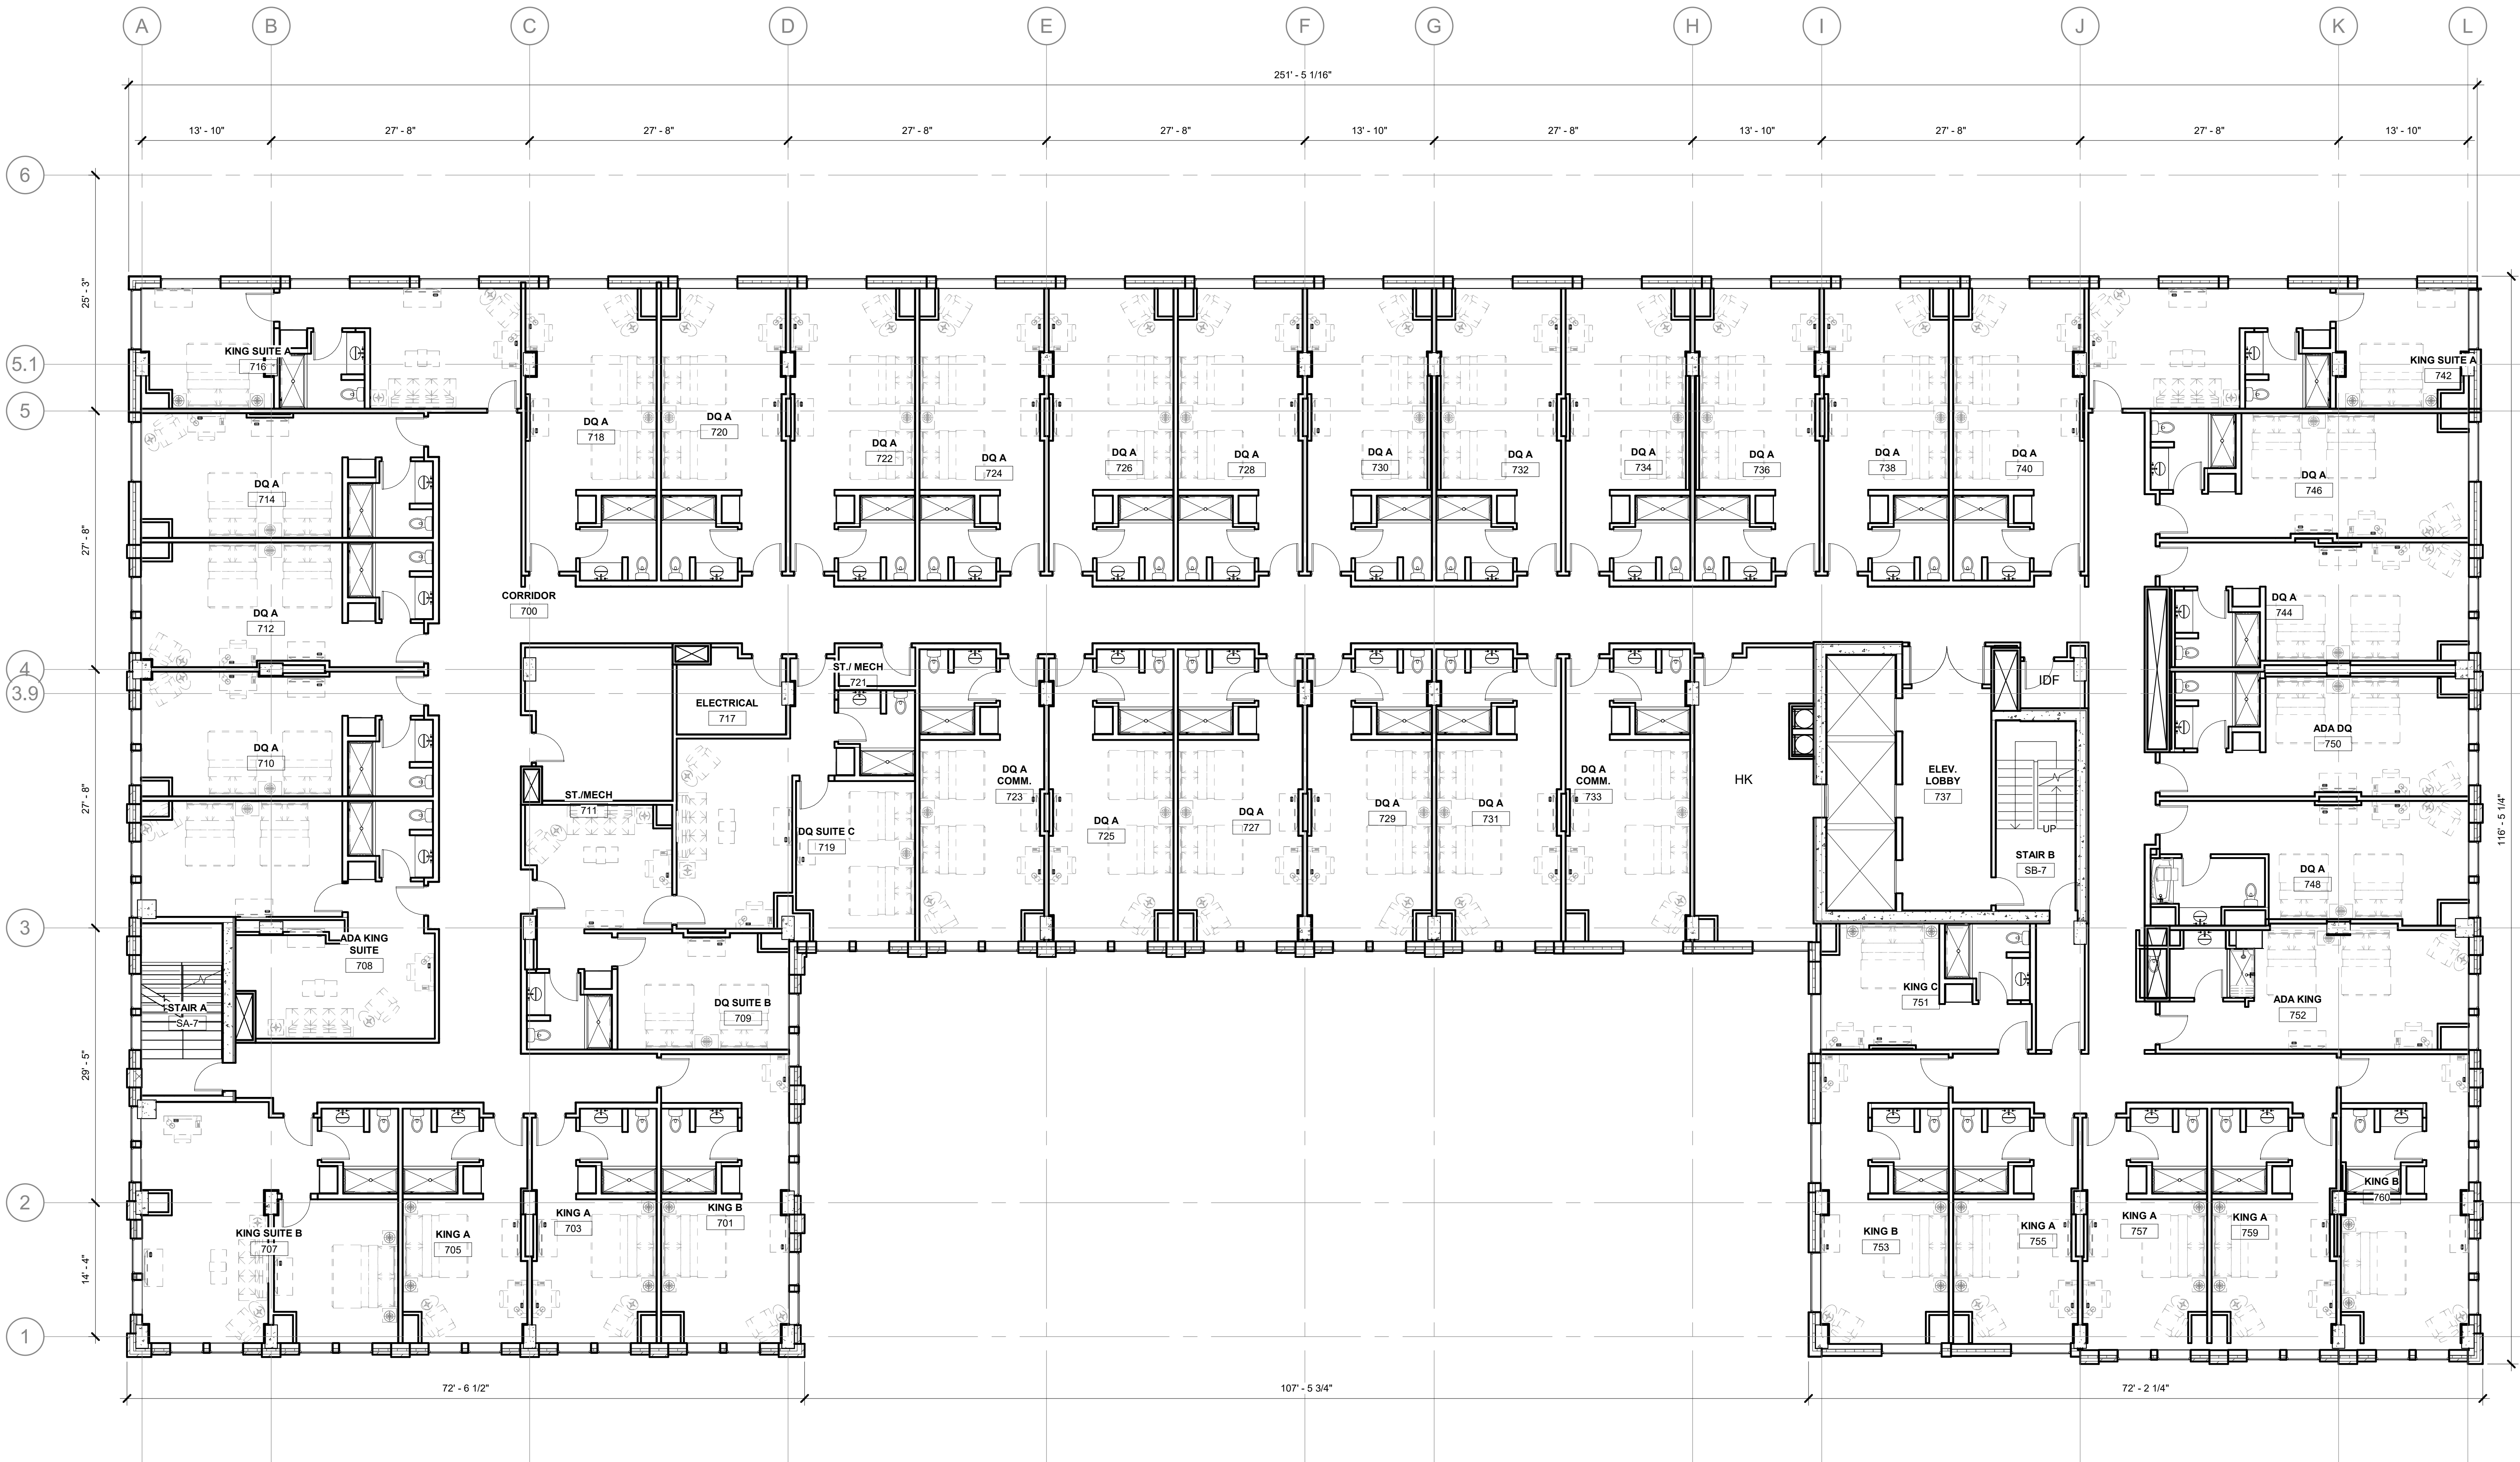 A B C D E F G H I J K L
251' - 5 1/16"
13' - 10" 27' - 8" 27' - 8" 27' - 8" 27' - 8" 13' - 10" 27' - 8" 13' - 10" 27' - 8" 27' - 8" 13' - 10"
6
25' - 3"
5.1
5
27' - 8"
4
3.9
27' - 8"
3
29' - 5"
2
14' - 4"
1
116' - 5 1/4"
KING SUITE A
716
KING SUITE A
742
DQ A
718
DQ A
720
DQ A
722
DQ A
724
DQ A
726
DQ A
728
DQ A
730
DQ A
732
DQ A
734
DQ A
736
DQ A
738
DQ A
740
DQ A
746
DQ A
714
DQ A
712
CORRIDOR
700
DQ A
744
ST./ MECH
721
ELECTRICAL
717
IDF
DQ A
710
ST./MECH
711
DQ SUITE C
719
DQ A
COMM.
723
DQ A
725
DQ A
727
DQ A
729
DQ A
731
DQ A
COMM.
733
HK
ELEV.
LOBBY
737
UP
STAIR B
SB-7
ADA DQ
750
DQ A
748
ADA KING
SUITE
708
STAIR A
SA-7
DQ SUITE B
709
KING C
751
ADA KING
752
KING SUITE B
707
KING A
705
KING A
703
KING B
701
KING B
753
KING A
755
KING A
757
KING A
759
KING B
760
72' - 6 1/2" 107' - 5 3/4" 72' - 2 1/4"